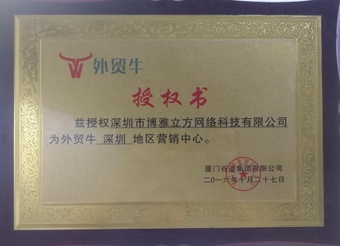 外贸牛
授权书
兹授权深圳市博雅立方网络科技有限公司
为外贸牛 深圳 地区营销中心。
厦门谷道集团有限公司
二〇一六年十月二十七日